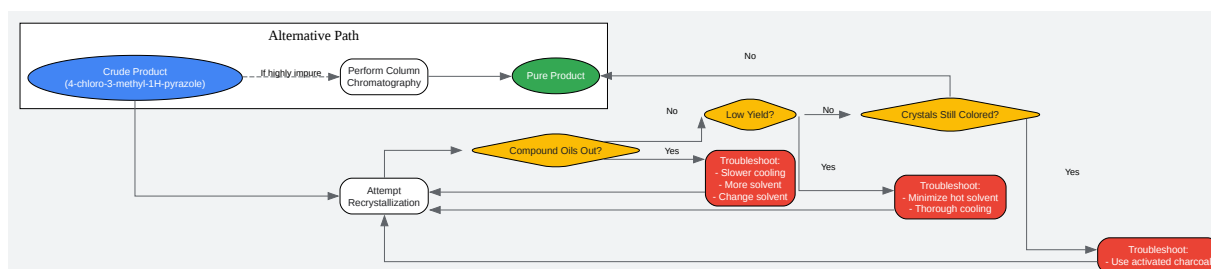 Alternative Path
Crude Product
(4-chloro-3-methyl-1H-pyrazole)
If highly impure
Perform Column
Chromatography
Pure Product
No
No
Low Yield?
No
Crystals Still Colored?
Compound Oils Out?
Yes
Troubleshoot:
- Slower cooling
- More solvent
- Change solvent
Yes
Yes
Attempt
Recrystallization
Troubleshoot:
- Minimize hot solvent
- Thorough cooling
Troubleshoot:
- Use activated charcoal